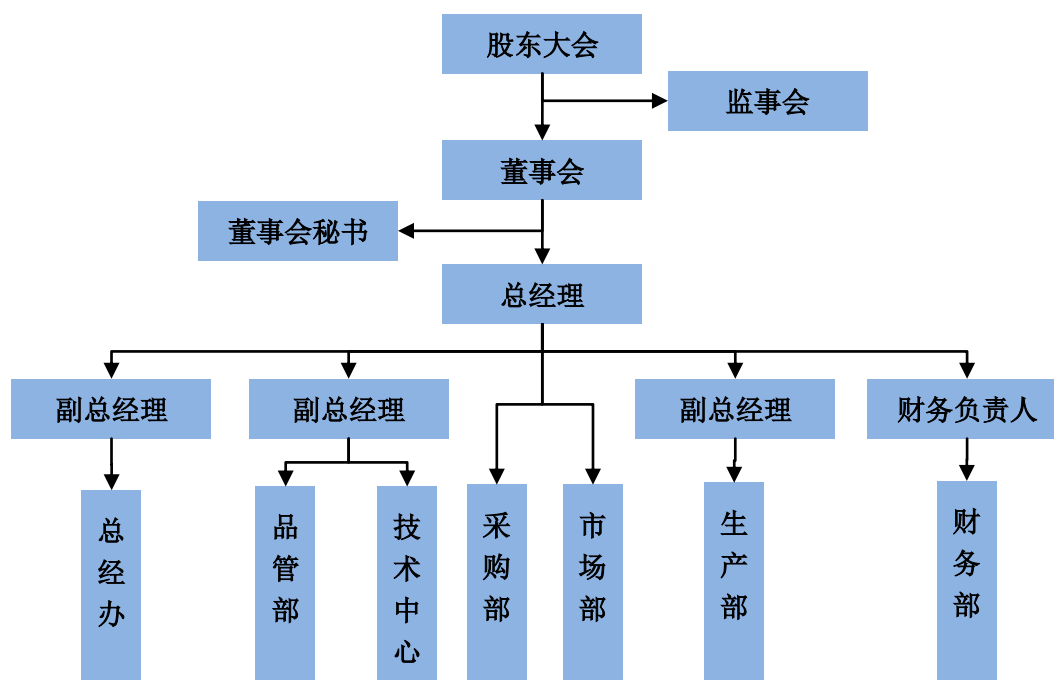 股东大会
监事会
董事会
董事会秘书
总经理
副总经理
副总经理
副总经理
财务负责人
总经办
品管部
技术中心
采购部
市场部
生产部
财务部